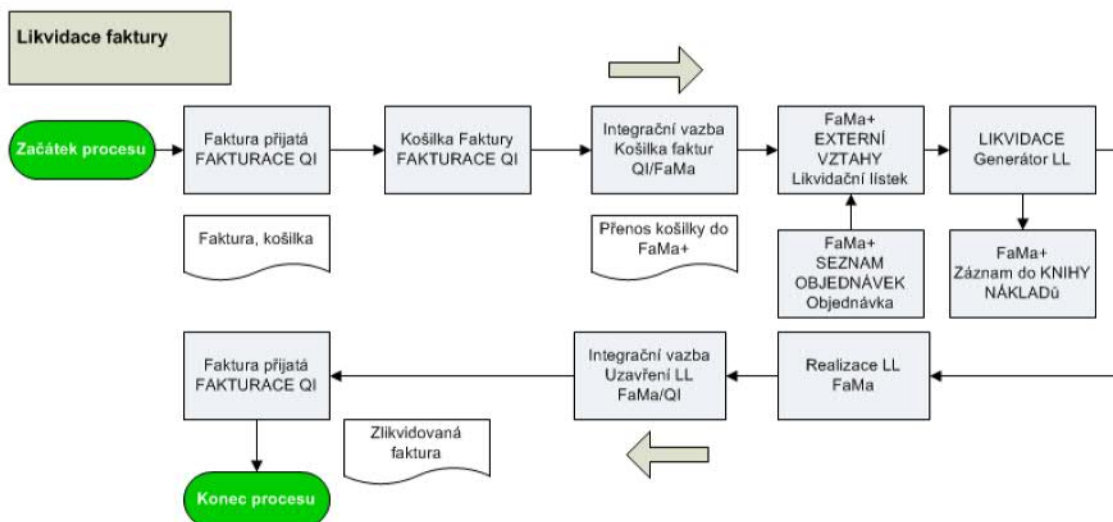 Likvidace faktury
Začátek procesu
Faktura přijatá
FAKTURACE QI
Košilka Faktury
FAKTURACE QI
Integrační vazba
Košilka faktur
QI/FaMa
FaMa+
EXTERNÍ
VZTAHY
Likvidační lístek
LIKVIDACE
Generátor LL
Faktura, košilka
Přenos košilky do
FaMa+
FaMa+
SEZNAM
OBJEDNÁVEK
Objednávka
FaMa+
Záznam do KNIHY
NÁKLADů
Faktura přijatá
FAKTURACE QI
Integrační vazba
Uzavření LL
FaMa/QI
Realizace LL
FaMa
Zlikvidovaná
faktura
Konec procesu